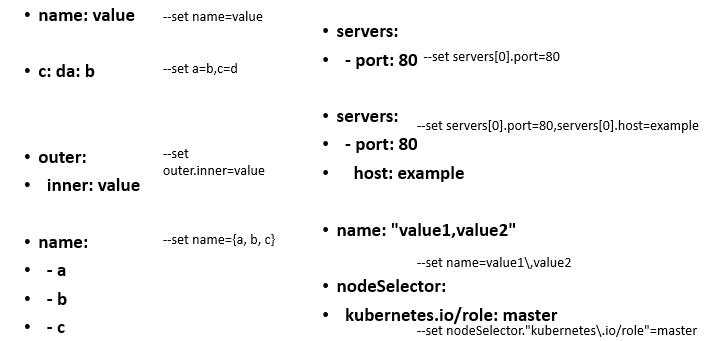 • name: value --set name=value
• c: da: b --set a=b,c=d
• outer: --set
outer.inner=value
• inner: value
• name: --set name={a, b, c}
• - a
• - b
• - c
• servers:
• - port: 80 --set servers[0].port=80
• servers:
--set servers[0].port=80,servers[0].host=example
• - port: 80
• host: example
• name: "value1,value2"
--set name=value1\,value2
• nodeSelector:
• kubernetes.io/role: master
--set nodeSelector."kubernetes\.io/role"=master